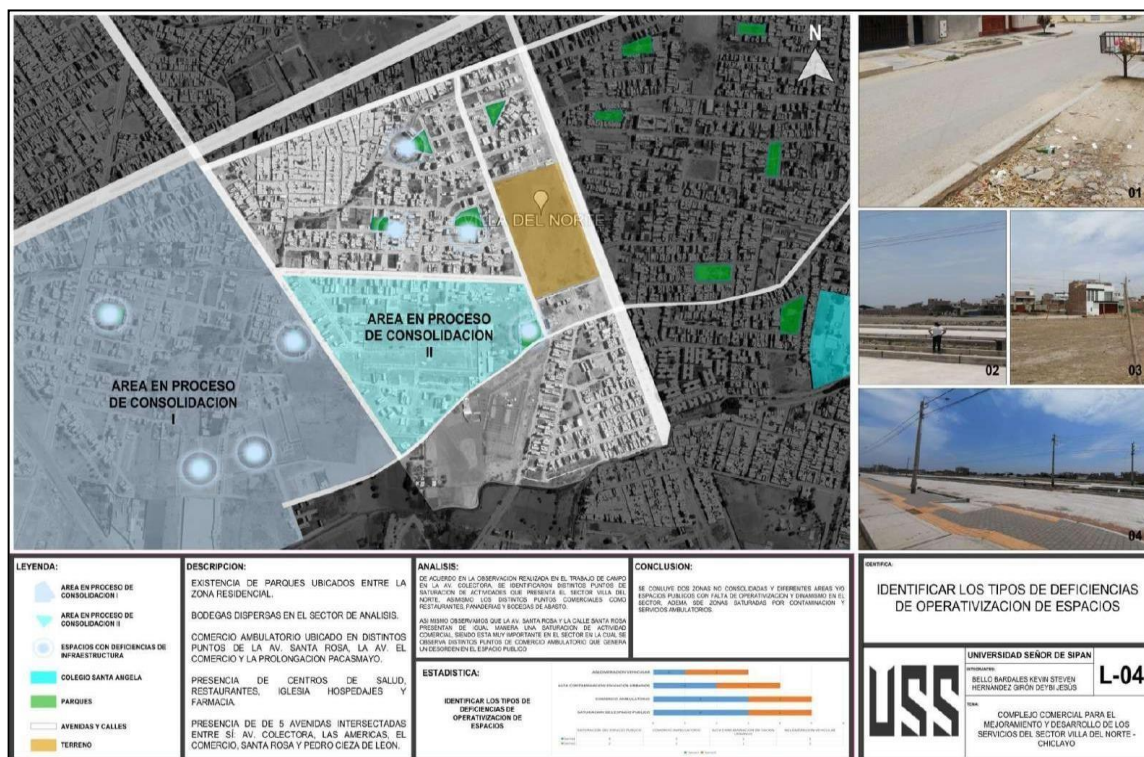 N
VILLA DEL NORTE
AREA EN PROCESO
DE CONSOLIDACION
II
AREA EN PROCESO
DE CONSOLIDACION
I
01
02
03
04
LEYENDA:
AREA EN PROCESO DE
CONSOLIDACION I
AREA EN PROCESO DE
CONSOLIDACION II
ESPACIOS CON DEFICIENCIAS DE
INFRAESTRUCTURA
COLEGIO SANTA ANGELA
PARQUES
AVENIDAS Y CALLES
TERRENO
DESCRIPCION:
EXISTENCIA DE PARQUES UBICADOS ENTRE LA
ZONA RESIDENCIAL.
BODEGAS DISPERSAS EN EL SECTOR DE ANALISIS.
COMERCIO AMBULATORIO UBICADO EN DISTINTOS
PUNTOS DE LA AV. SANTA ROSA, LA AV. EL
COMERCIO Y LA PROLONGACION PACASMAYO.
PRESENCIA DE CENTROS DE SALUD,
RESTAURANTES, IGLESIA HOSPEDAJES Y
FARMACIA.
PRESENCIA DE DE 5 AVENIDAS INTERSECTADAS
ENTRE SÍ: AV. COLECTORA, LAS AMERICAS, EL
COMERCIO, SANTA ROSA Y PEDRO CIEZA DE LEON.
ANALISIS:
DE ACUERDO EN LA OBSERVACION REALIZADA EN EL TRABAJO DE CAMPO
EN LA AV. COLECTORA, SE IDENTIFICARON DISTINTOS PUNTOS DE
SATURACION DE ACTIVIDADES QUE PRESENTA EL SECTOR VILLA DEL
NORTE, ASIMISMO LOS DISTINTOS PUNTOS COMERCIALES COMO
RESTAURANTES, PANADERIAS Y BODEGAS DE ABASTO.
ASI MISMO OBSERVAMOS QUE LA AV. SANTA ROSA Y LA CALLE SANTA ROSA
PRESENTAN DE IGUAL MANERA UNA SATURACION DE ACTIVIDAD
COMERCIAL, SIENDO ESTA MUY IMPORTANTE EN EL SECTOR EN LA CUAL SE
OBSERVA DISTINTOS PUNTOS DE COMERCIO AMBULATORIO QUE GENERA
UN DESORDEN EN EL ESPACIO PUBLICO
CONCLUSION:
SE CONCLUYE DOS ZONAS NO CONSOLIDADAS Y DIFERENTES AREAS Y/O
ESPACIOS PUBLICOS CON FALTA DE OPERATIVIZACION Y DINAMISMO EN EL
SECTOR, ADEMA SDE ZONAS SATURADAS POR CONTAMINACION Y
SERVICIOS AMBULATORIOS.
ESTADISTICA:
IDENTIFICAR LOS TIPOS DE
DEFICIENCIAS DE
OPERATIVIZACION DE
ESPACIOS
AGLOMERACION VEHICULAR
COMERCIO AMBULATORIO
SATURACION DE ESPACIO PUBLICO
IDENTIFICA:
IDENTIFICAR LOS TIPOS DE DEFICIENCIAS
DE OPERATIVIZACION DE ESPACIOS
USS
UNIVERSIDAD SEÑOR DE SIPAN
INTEGRANTES:
BELLO BARDALES KEVIN STEVEN
HERNANDEZ GIRÓN DEYBI JESÚS
L-04
TEMA:
COMPLEJO COMERCIAL PARA EL
MEJORAMIENTO Y DESARROLLO DE LOS
SERVICIOS DEL SECTOR VILLA DEL NORTE -
CHICLAYO